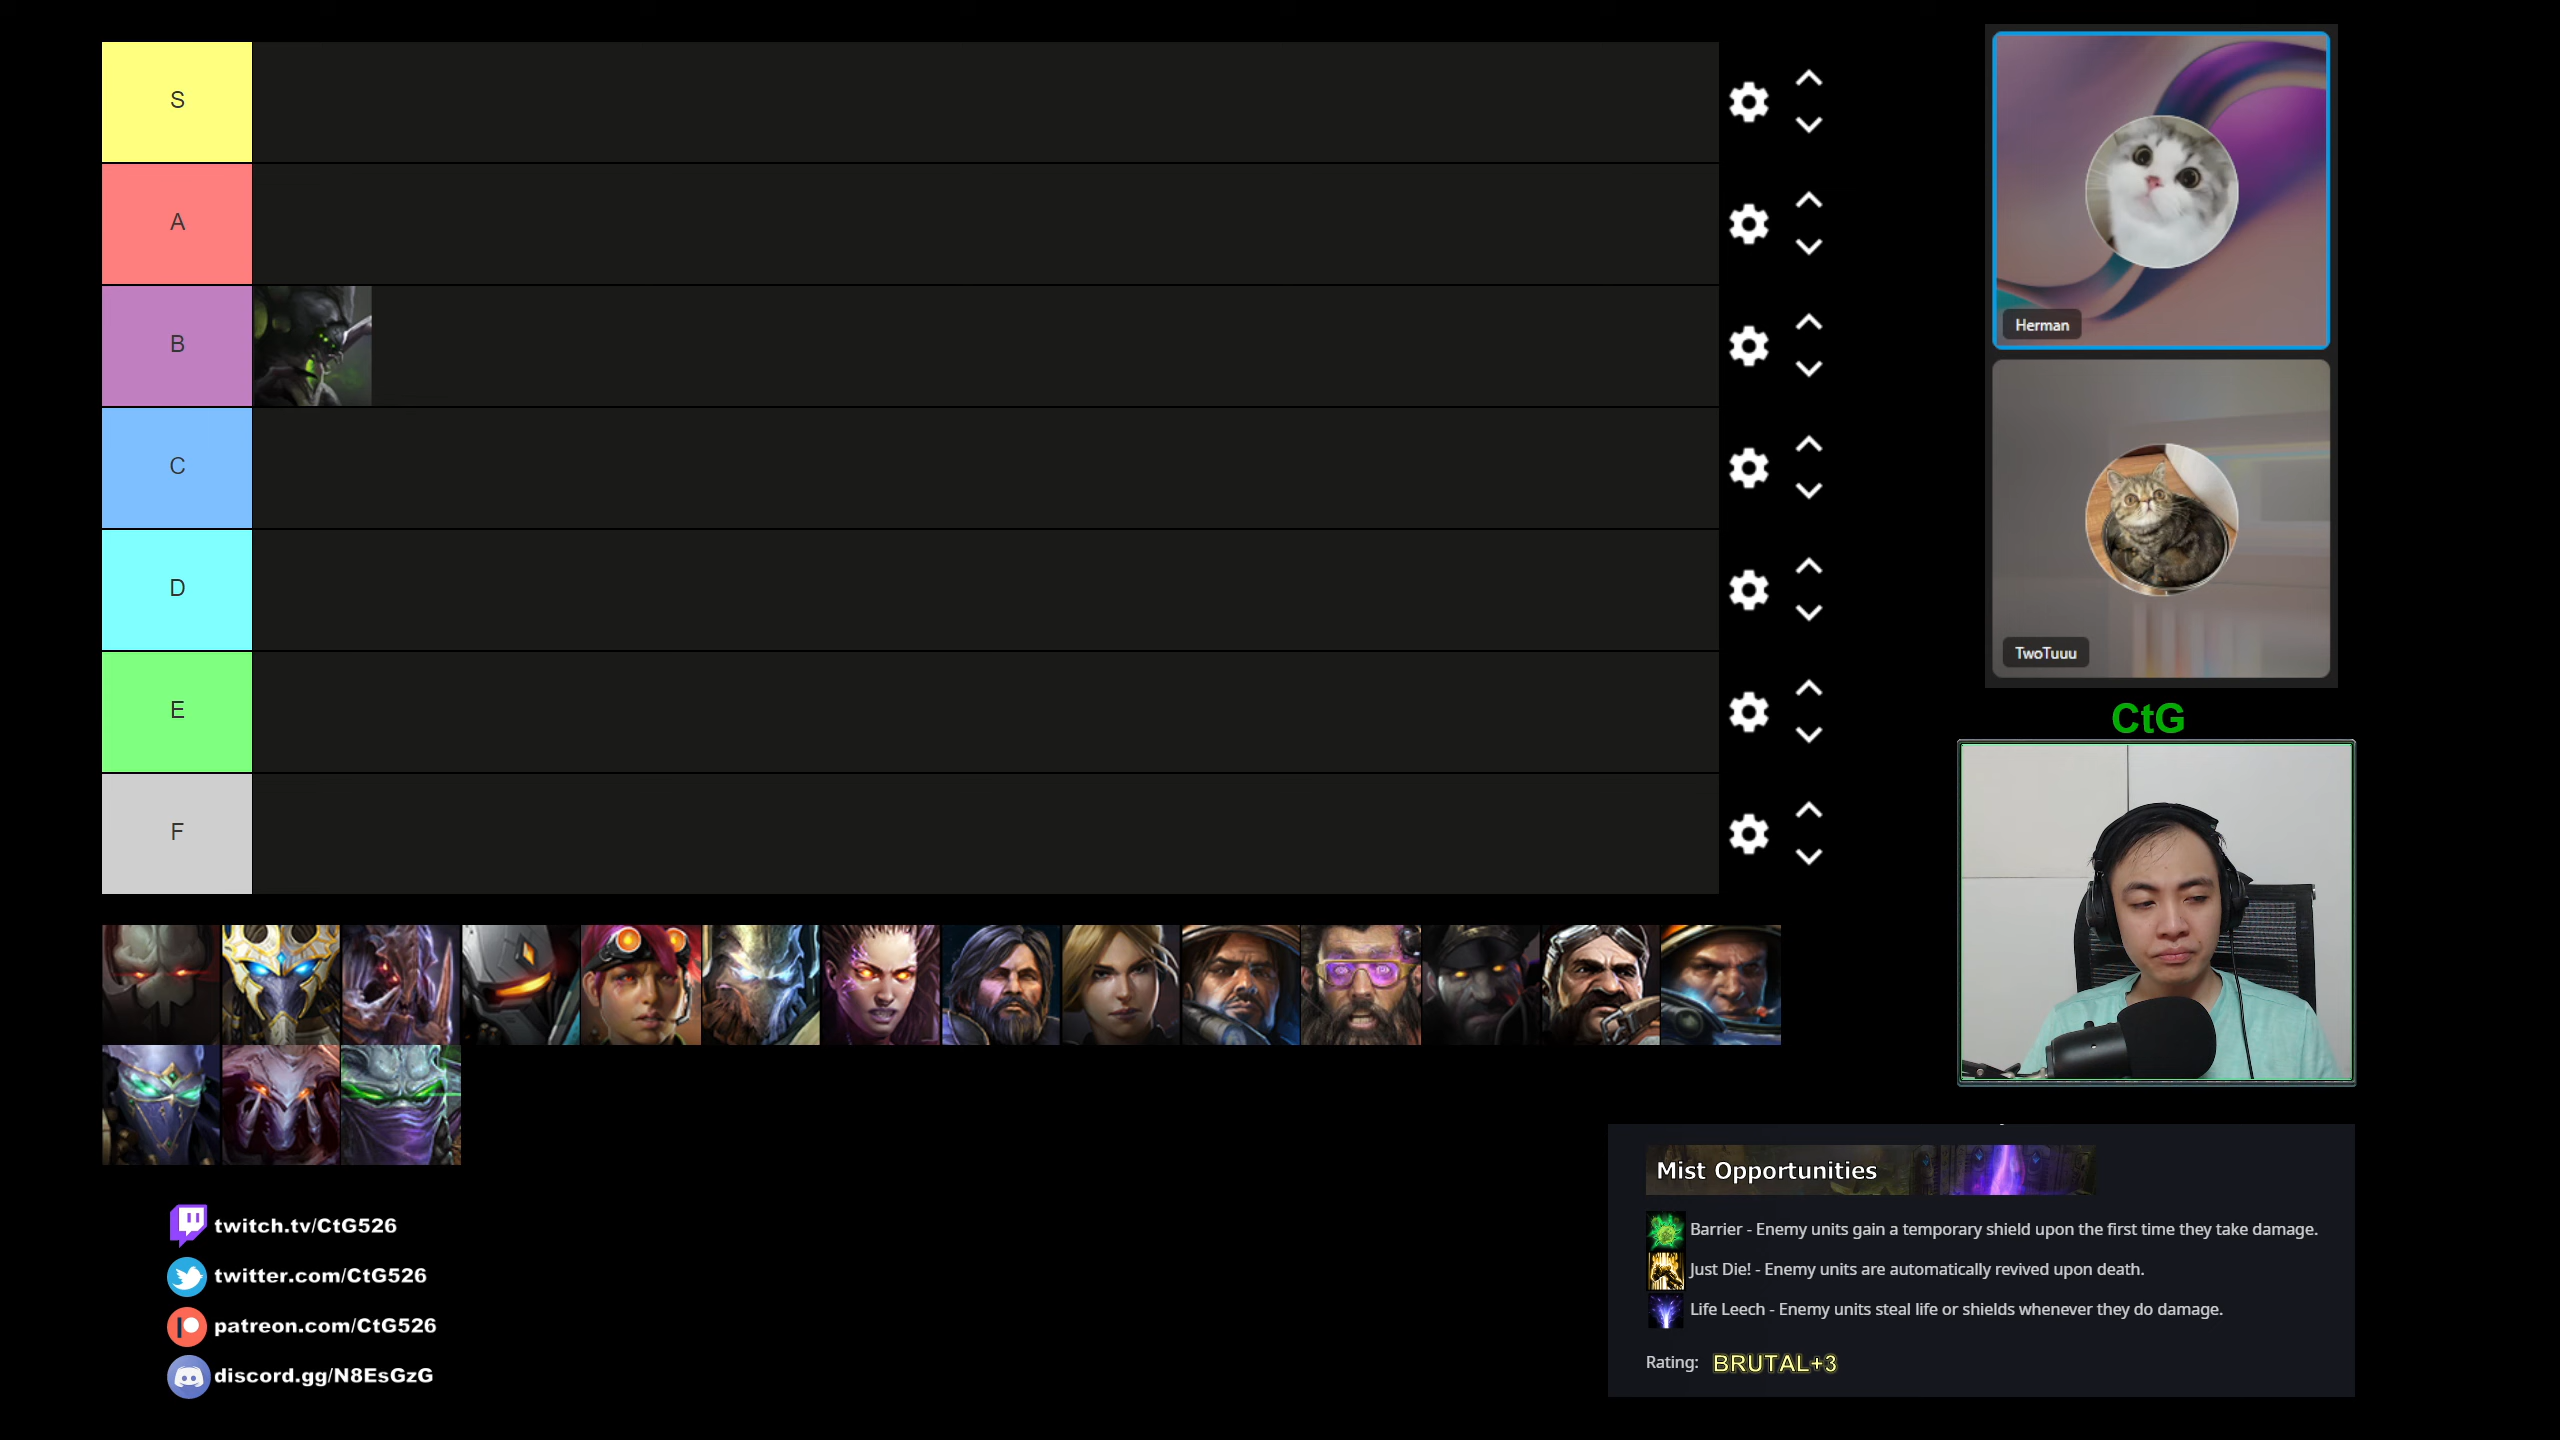 S
A
B
C
D
E
F
Herman
TwoTuuu
CtG
twitch.tv/CtG526
twitter.com/CtG526
patreon.com/CtG526
discord.gg/N8EsGzG
Mist Opportunities
Barrier - Enemy units gain a temporary shield upon the first time they take damage.
Just Die! - Enemy units are automatically revived upon death.
Life Leech - Enemy units steal life or shields whenever they do damage.
Rating: BRUTAL+3